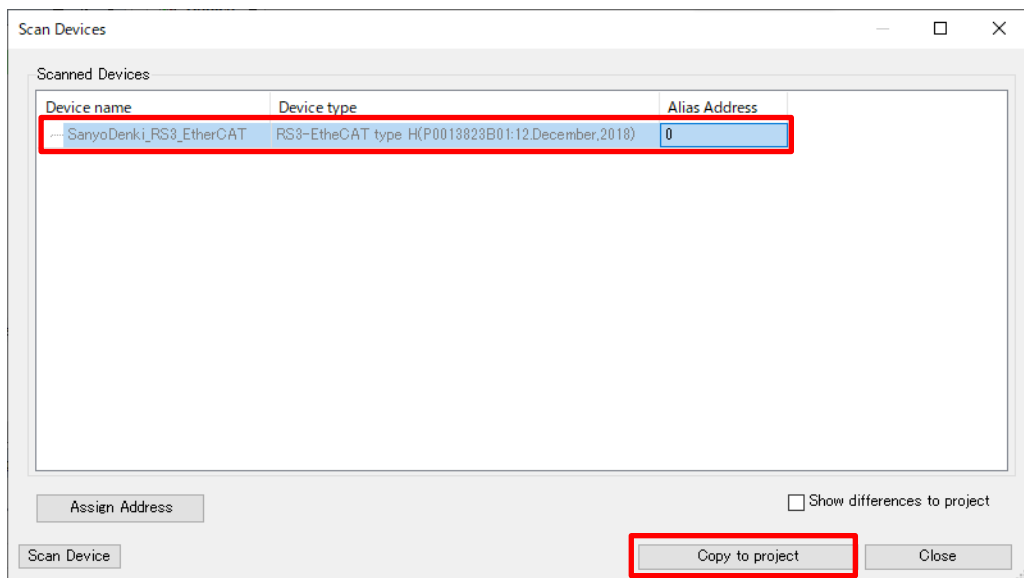 Scan Devices
Scanned Devices
Device name Device type Alias Address
SanyoDenki_RS3_EtherCAT RS3-EtheCAT type H(P0013823B01:12.December,2018) 0
Assign Address Show differences to project
Scan Device Copy to project Close